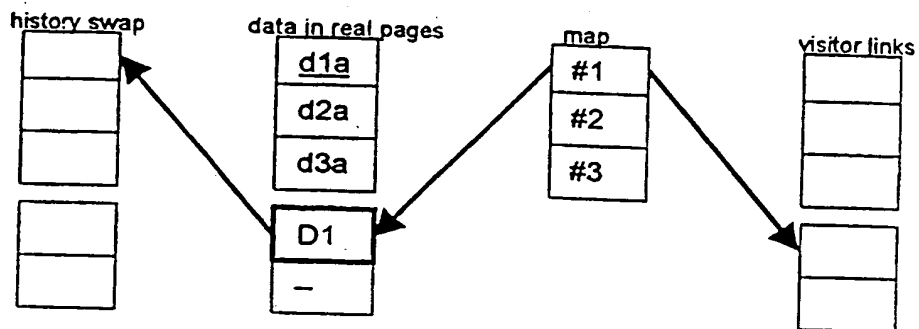 history swap
data in real pages
map
visitor links
d1a
d2a
d3a
D1
–
#1
#2
#3